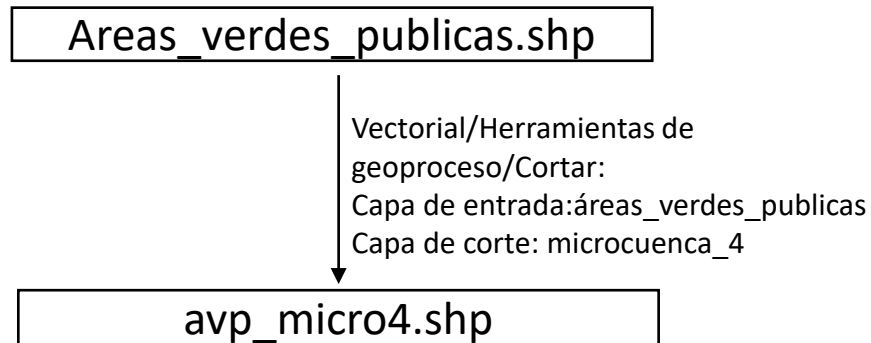 Areas_verdes_publicas.shp
Vectorial/Herramientas de
geoproceso/Cortar:
Capa de entrada:áreas_verdes_publicas
Capa de corte: microcuenca_4
avp_micro4.shp